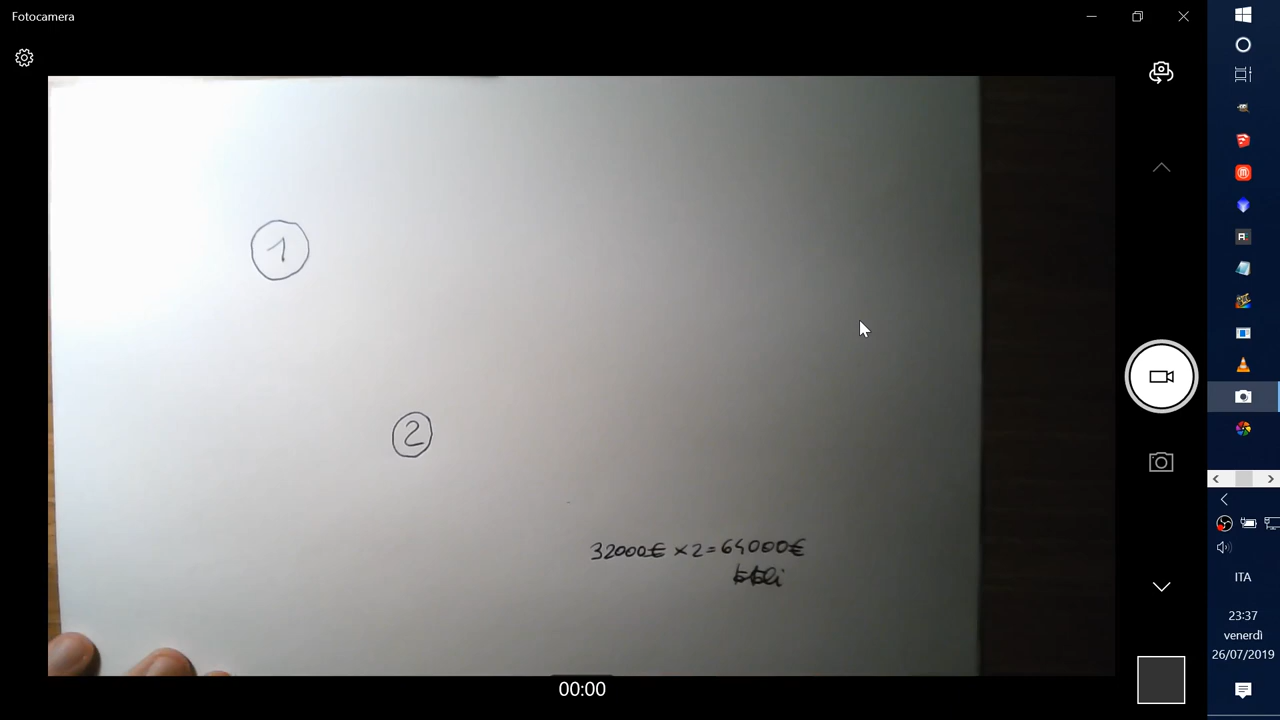 Fotocamera
1
2
32000€ x 2 = 64000€
00:00
ITA
23:37
venerdì
26/07/2019